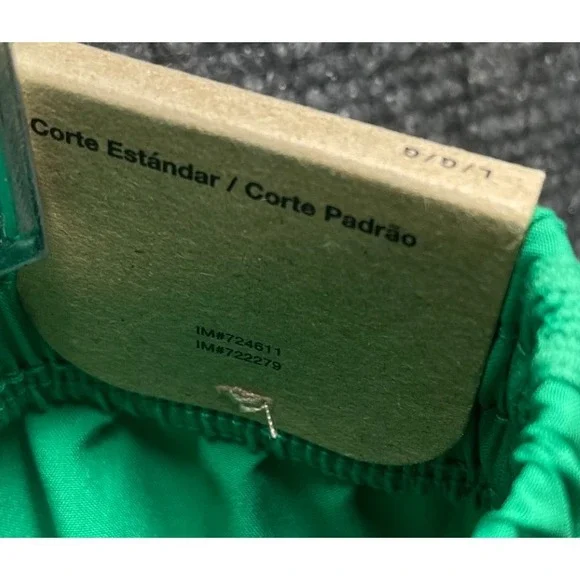 L/G/G
Corte Estándar / Corte Padrão
IM#724611
IM#722279